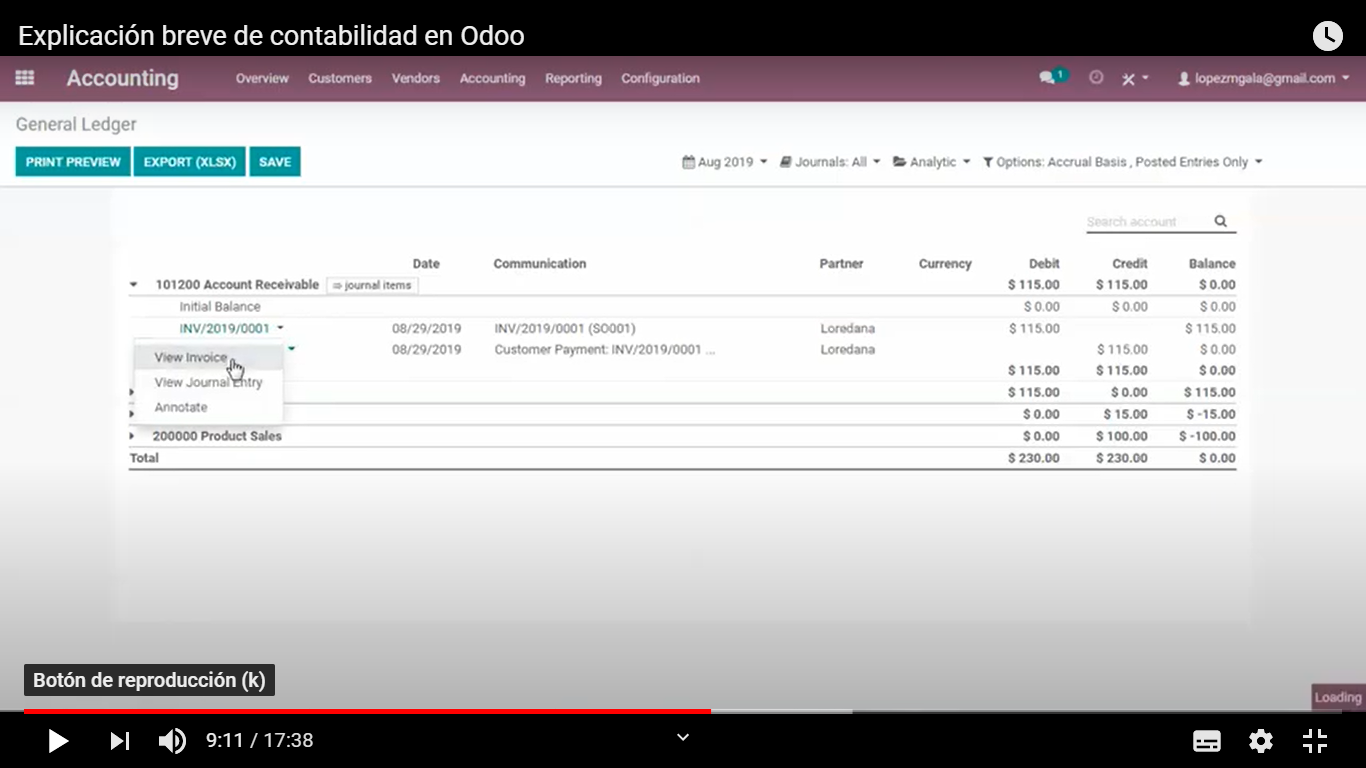 Explicación breve de contabilidad en Odoo
Accounting Overview Customers Vendors Accounting Reporting Configuration 1 lopezmgala@gmail.com
General Ledger
PRINT PREVIEW EXPORT (XLSX) SAVE Aug 2019 Journals: All Analytic Options: Accrual Basis , Posted Entries Only
Search account
Date Communication Partner Currency Debit Credit Balance
101200 Account Receivable ⇒ journal items $ 115.00 $ 115.00 $ 0.00
Initial Balance $ 0.00 $ 0.00 $ 0.00
INV/2019/0001 08/29/2019 INV/2019/0001 (SO001) Loredana $ 115.00 $ 115.00
08/29/2019 Customer Payment: INV/2019/0001 ... Loredana $ 115.00 $ 0.00
View Invoice
$ 115.00 $ 115.00 $ 0.00
View Journal Entry
$ 115.00 $ 0.00 $ 115.00
Annotate
$ 0.00 $ 15.00 $ -15.00
200000 Product Sales $ 0.00 $ 100.00 $ -100.00
Total $ 230.00 $ 230.00 $ 0.00
Botón de reproducción (k)
Loading
9:11 / 17:38